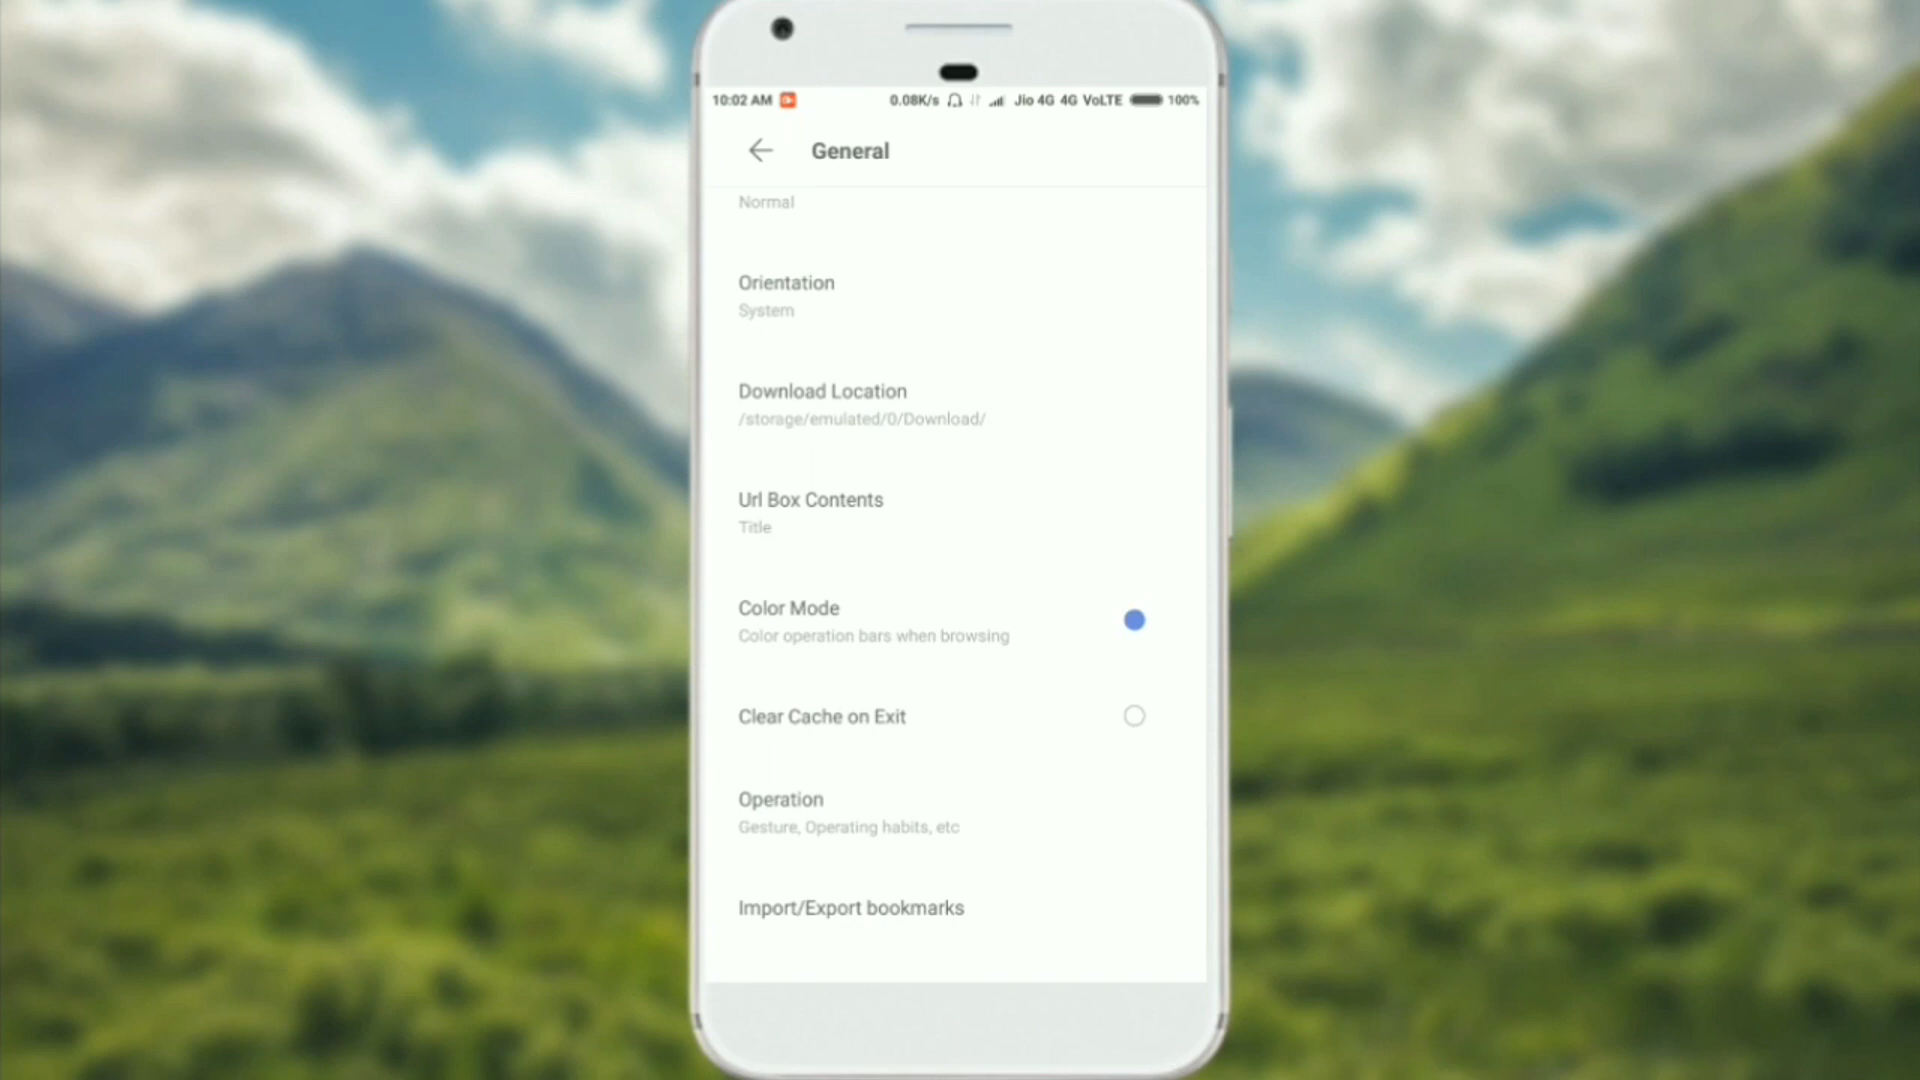 10:02 AM 0.08K/s Jio 4G 4G VoLTE 100%
General
Normal
Orientation
System
Download Location
/storage/emulated/0/Download/
Url Box Contents
Title
Color Mode
Color operation bars when browsing
Clear Cache on Exit
Operation
Gesture, Operating habits, etc
Import/Export bookmarks